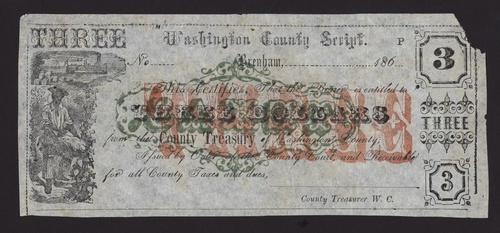 THREE
Washington County Script.
P
No. Brenham, 186
3
This Certifies, That the Bearer is entitled to
THREE DOLLARS
from the County Treasury of Washington County.
Issued by Order of the County Court, and Receivable
for all County Taxes and dues,
THREE
3
County Treasurer W. C.